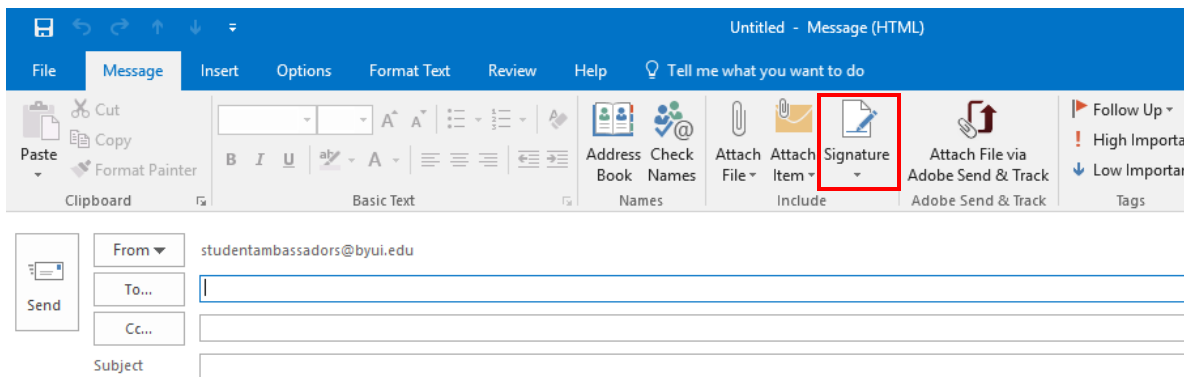 Untitled - Message (HTML)
File Message Insert Options Format Text Review Help Tell me what you want to do
Paste
Cut
Copy
Format Painter
Clipboard
A A
B I U ab A
Basic Text
Address Book
Check Names
Names
Attach File
Attach Item
Signature
Include
Attach File via
Adobe Send & Track
Adobe Send & Track
Follow Up
High Importa
Low Importan
Tags
Send
From studentambassadors@byui.edu
To...
Cc...
Subject